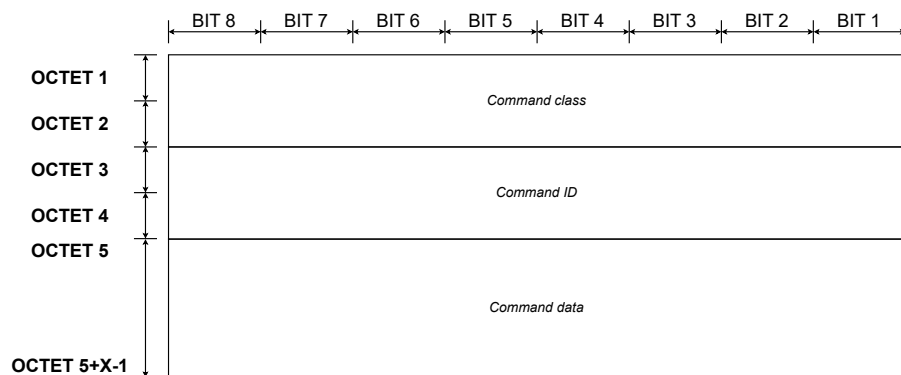 BIT 8 BIT 7 BIT 6 BIT 5 BIT 4 BIT 3 BIT 2 BIT 1
OCTET 1
Command class
OCTET 2
OCTET 3
Command ID
OCTET 4
OCTET 5
Command data
OCTET 5+X-1